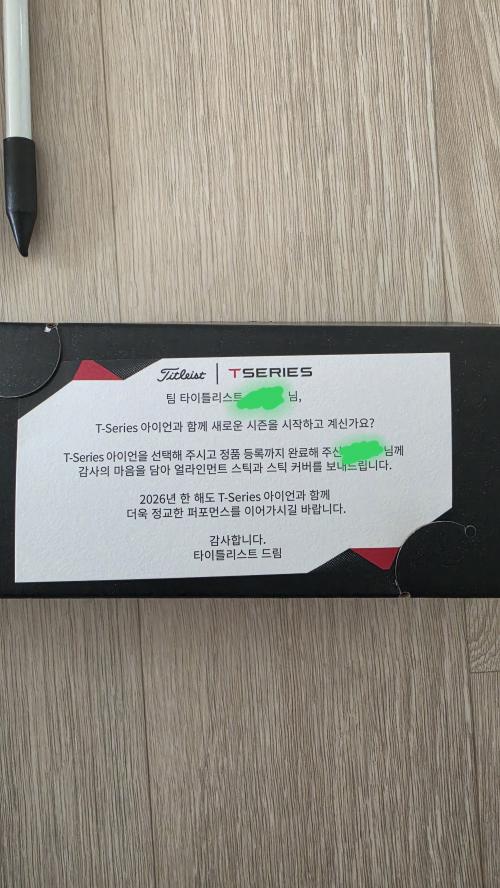 Titleist | TSERIES
팀 타이틀리스트 님,
T-Series 아이언과 함께 새로운 시즌을 시작하고 계신가요?
T-Series 아이언을 선택해 주시고 정품 등록까지 완료해 주신 님께
감사의 마음을 담아 얼라인먼트 스틱과 스틱 커버를 보내드립니다.
2026년 한 해도 T-Series 아이언과 함께
더욱 정교한 퍼포먼스를 이어가시길 바랍니다.
감사합니다.
타이틀리스트 드림